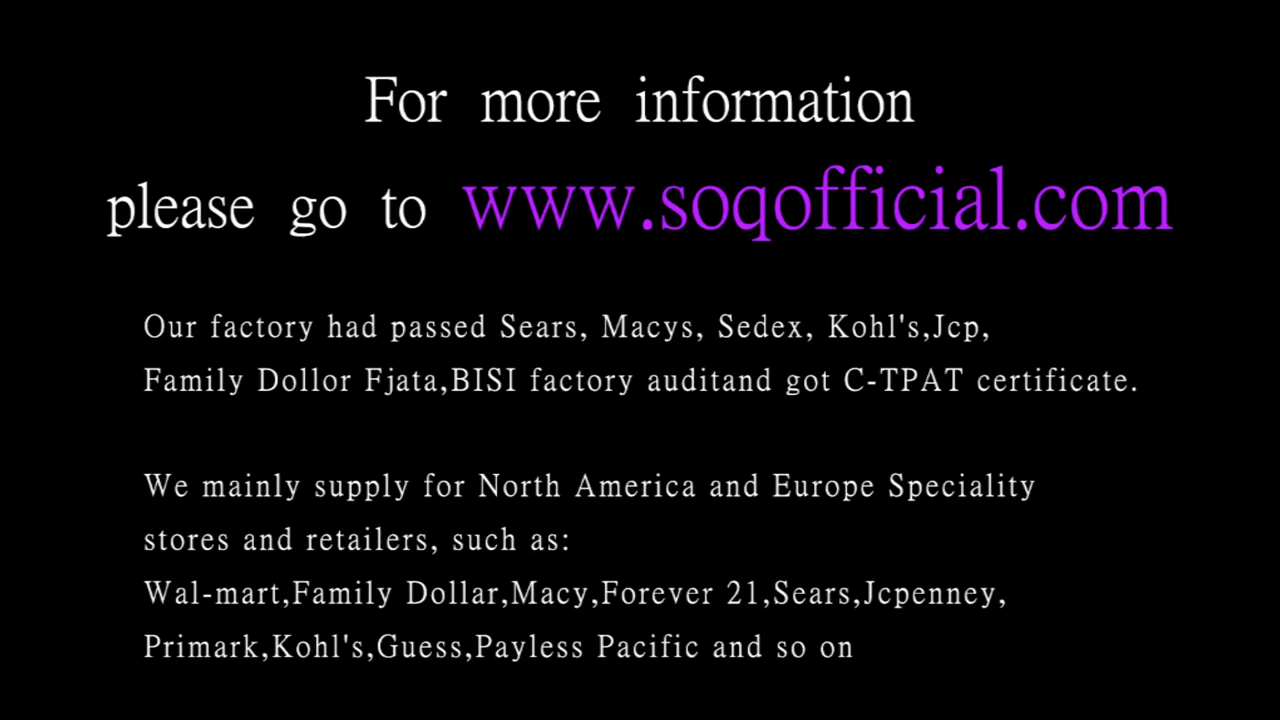 For more information
please go to www.soqofficial.com
Our factory had passed Sears, Macys, Sedex, Kohl's,Jcp,
Family Dollor Fjata,BISI factory auditand got C-TPAT certificate.
We mainly supply for North America and Europe Speciality
stores and retailers, such as:
Wal-mart,Family Dollar,Macy,Forever 21,Sears,Jcpenney,
Primark,Kohl's,Guess,Payless Pacific and so on